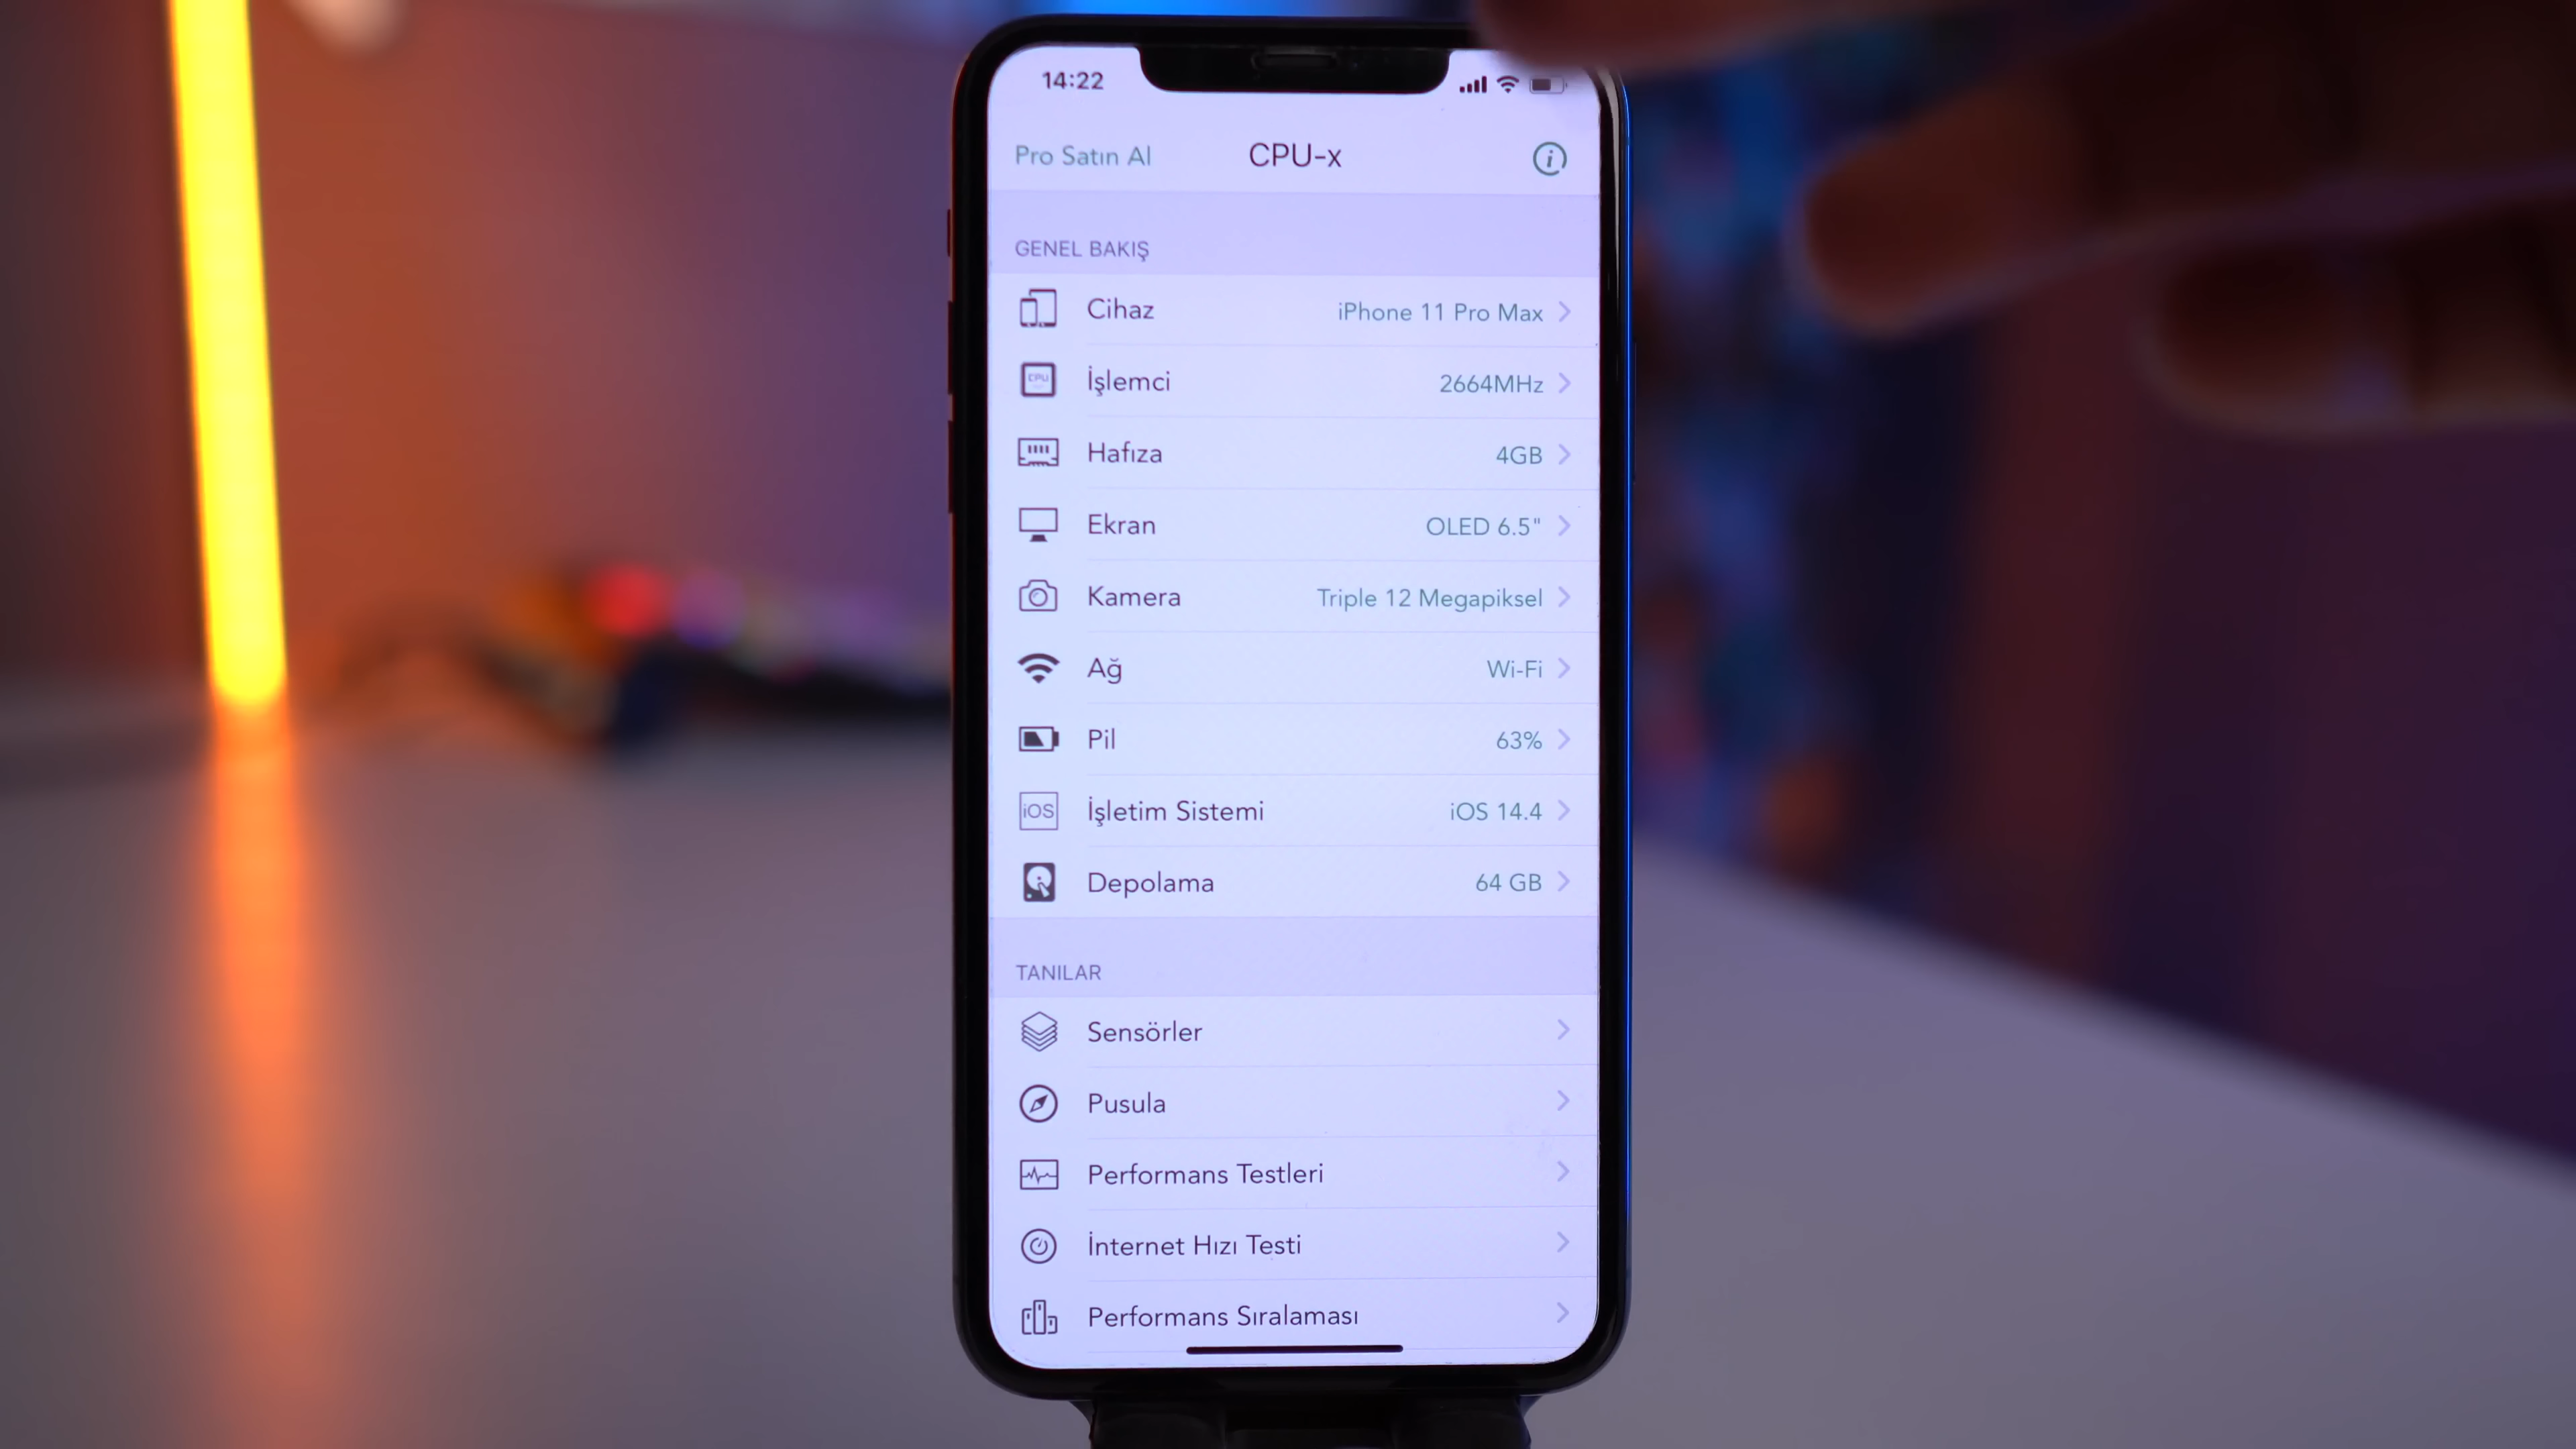 14:22
Pro Satın Al CPU-x
GENEL BAKIŞ
Cihaz iPhone 11 Pro Max
CPU
İşlemci 2664MHz
Hafıza 4GB
Ekran OLED 6.5"
Kamera Triple 12 Megapiksel
Ağ Wi-Fi
Pil 63%
iOS
İşletim Sistemi iOS 14.4
Depolama 64 GB
TANILAR
Sensörler
Pusula
Performans Testleri
İnternet Hızı Testi
Performans Sıralaması